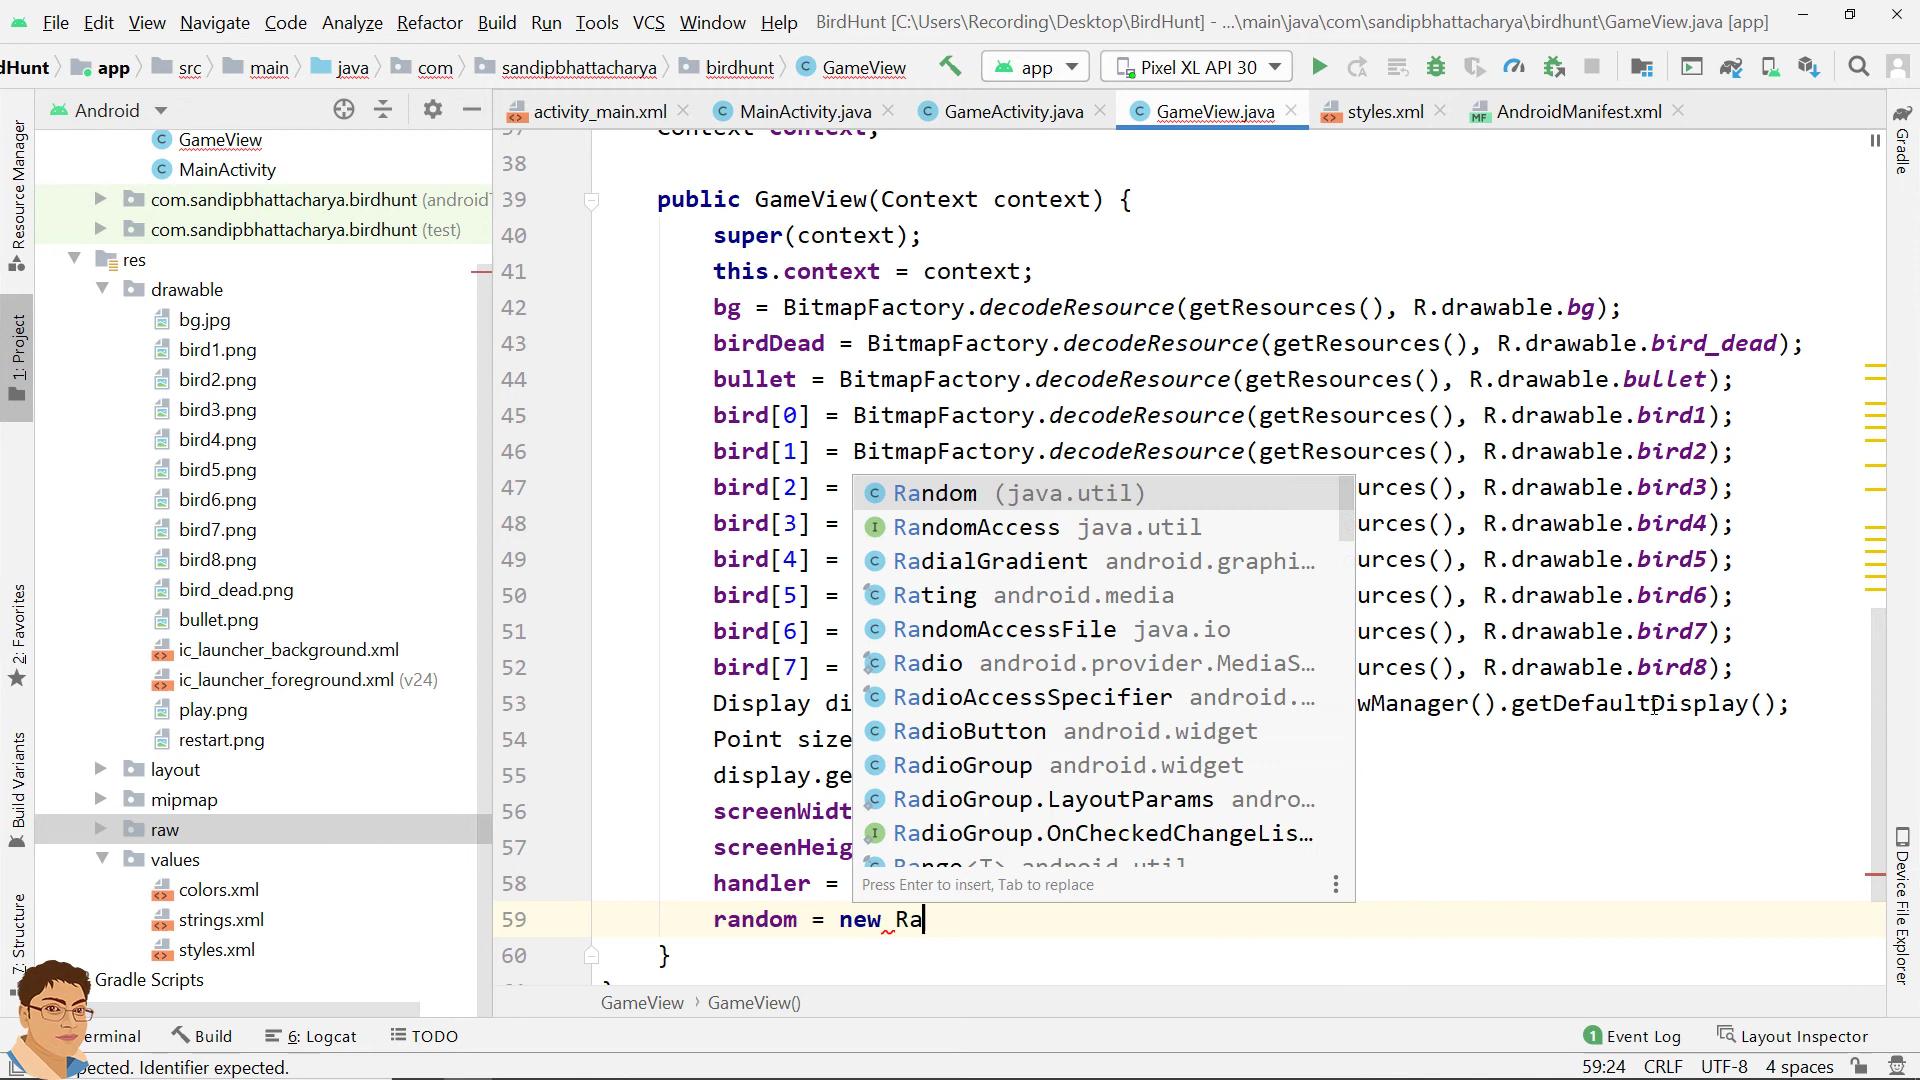 File Edit View Navigate Code Analyze Refactor Build Run Tools VCS Window Help BirdHunt [C:\Users\Recording\Desktop\BirdHunt] - ...\main\java\com\sandipbhattacharya\birdhunt\GameView.java [app]
dHunt app src main java com sandipbhattacharya birdhunt GameView app Pixel XL API 30
Android
activity_main.xml MainActivity.java GameActivity.java GameView.java styles.xml AndroidManifest.xml
Resource Manager
1: Project
2: Favorites
Build Variants
7: Structure
GameView
MainActivity
com.sandipbhattacharya.birdhunt (android
com.sandipbhattacharya.birdhunt (test)
res
drawable
bg.jpg
bird1.png
bird2.png
bird3.png
bird4.png
bird5.png
bird6.png
bird7.png
bird8.png
bird_dead.png
bullet.png
ic_launcher_background.xml
ic_launcher_foreground.xml (v24)
play.png
restart.png
layout
mipmap
raw
values
colors.xml
strings.xml
styles.xml
Gradle Scripts
37 Context context;
38
39 public GameView(Context context) {
40 super(context);
41 this.context = context;
42 bg = BitmapFactory.decodeResource(getResources(), R.drawable.bg);
43 birdDead = BitmapFactory.decodeResource(getResources(), R.drawable.bird_dead);
44 bullet = BitmapFactory.decodeResource(getResources(), R.drawable.bullet);
45 bird[0] = BitmapFactory.decodeResource(getResources(), R.drawable.bird1);
46 bird[1] = BitmapFactory.decodeResource(getResources(), R.drawable.bird2);
47 bird[2] = urces(), R.drawable.bird3);
48 bird[3] = urces(), R.drawable.bird4);
49 bird[4] = urces(), R.drawable.bird5);
50 bird[5] = urces(), R.drawable.bird6);
51 bird[6] = urces(), R.drawable.bird7);
52 bird[7] = urces(), R.drawable.bird8);
53 Display di wManager().getDefaultDisplay();
54 Point size
55 display.ge
56 screenWidt
57 screenHeig
58 handler =
59 random = new Ra
60 }
Random (java.util)
RandomAccess java.util
RadialGradient android.graphi...
Rating android.media
RandomAccessFile java.io
Radio android.provider.MediaS...
RadioAccessSpecifier android....
RadioButton android.widget
RadioGroup android.widget
RadioGroup.LayoutParams andro...
RadioGroup.OnCheckedChangeLis...
Range<T> android.util
Press Enter to insert, Tab to replace
GameView GameView()
Gradle
Device File Explorer
erminal Build 6: Logcat TODO 1 Event Log Layout Inspector
pected. Identifier expected. 59:24 CRLF UTF-8 4 spaces